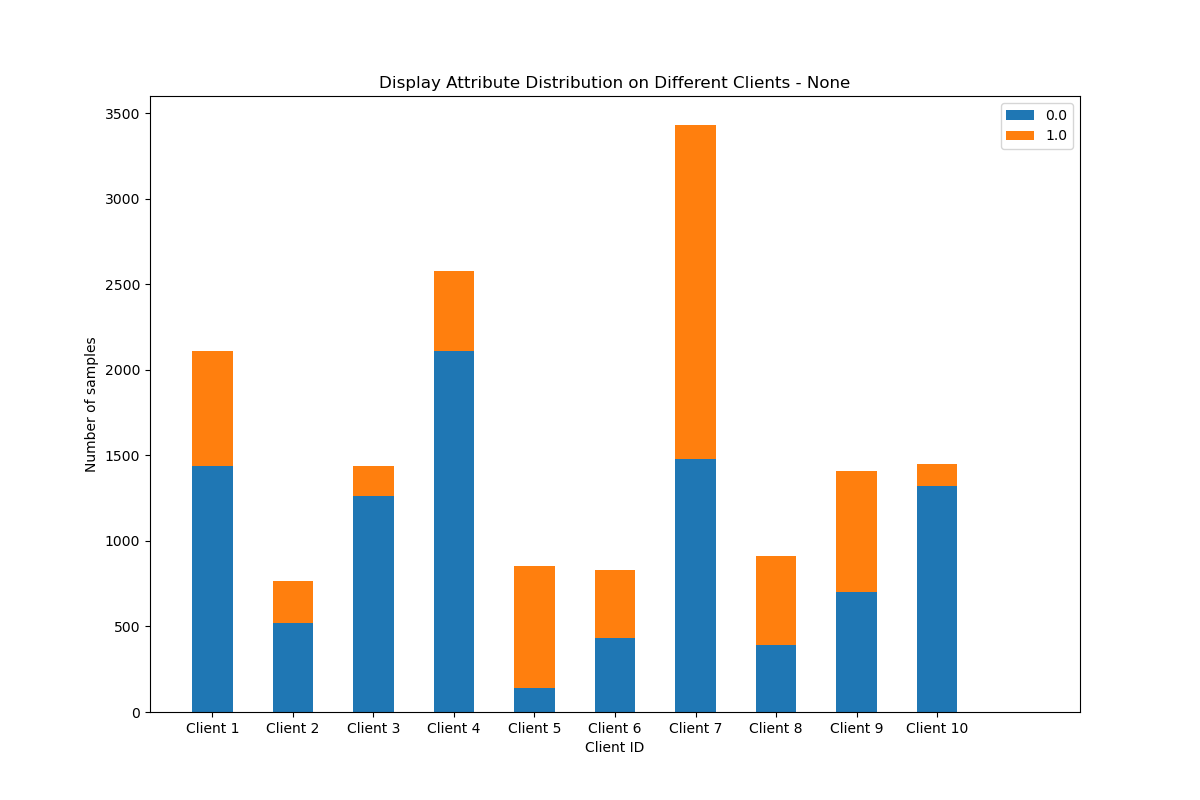 Display Attribute Distribution on Different Clients - None
0.0
1.0
3500
3000
2500
2000
1500
1000
500
0
Number of samples
Client 1 Client 2 Client 3 Client 4 Client 5 Client 6 Client 7 Client 8 Client 9 Client 10
Client ID